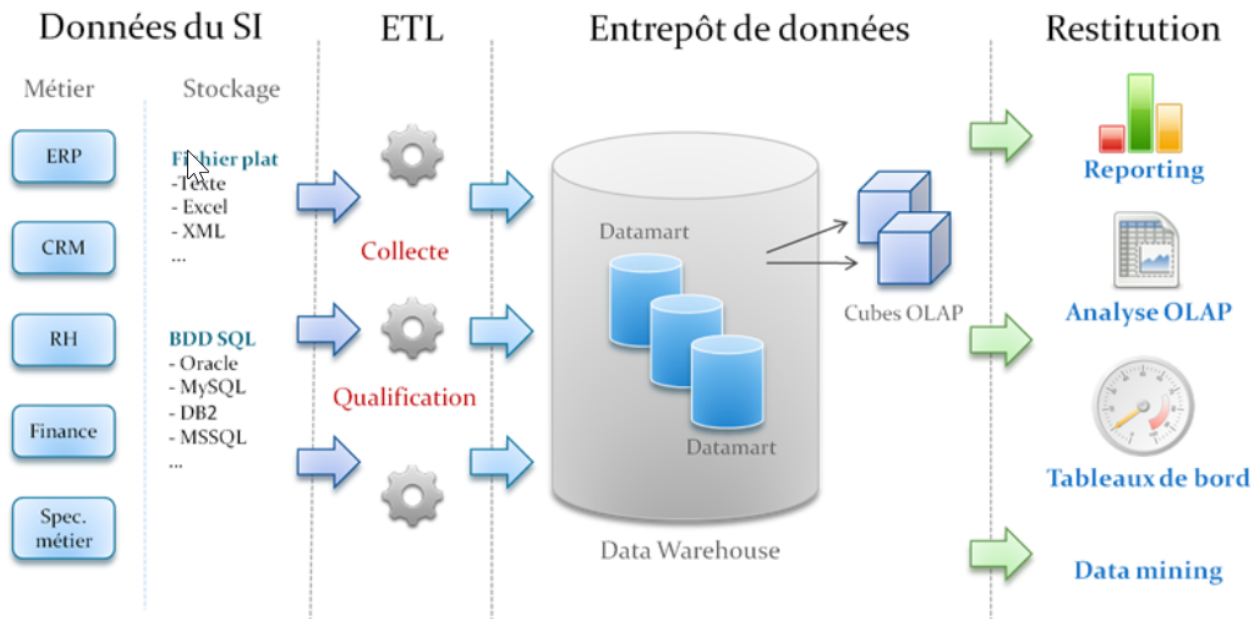 Données du SI
ETL
Entrepôt de données
Restitution
Métier
Stockage
ERP
CRM
RH
Finance
Spec.
métier
Fichier plat
-Texte
- Excel
- XML
...
BDD SQL
- Oracle
- MySQL
- DB2
- MSSQL
...
Collecte
Qualification
Datamart
Datamart
Data Warehouse
Cubes OLAP
Reporting
Analyse OLAP
Tableaux de bord
Data mining